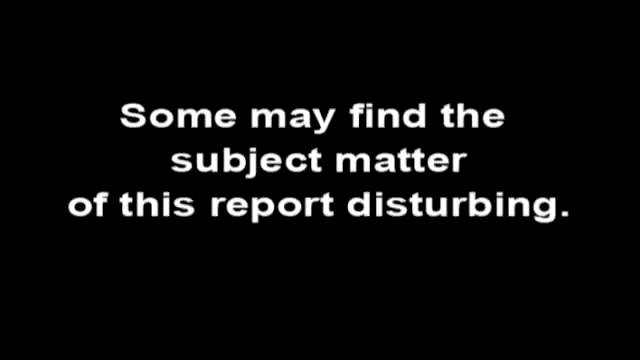 Some may find the
subject matter
of this report disturbing.